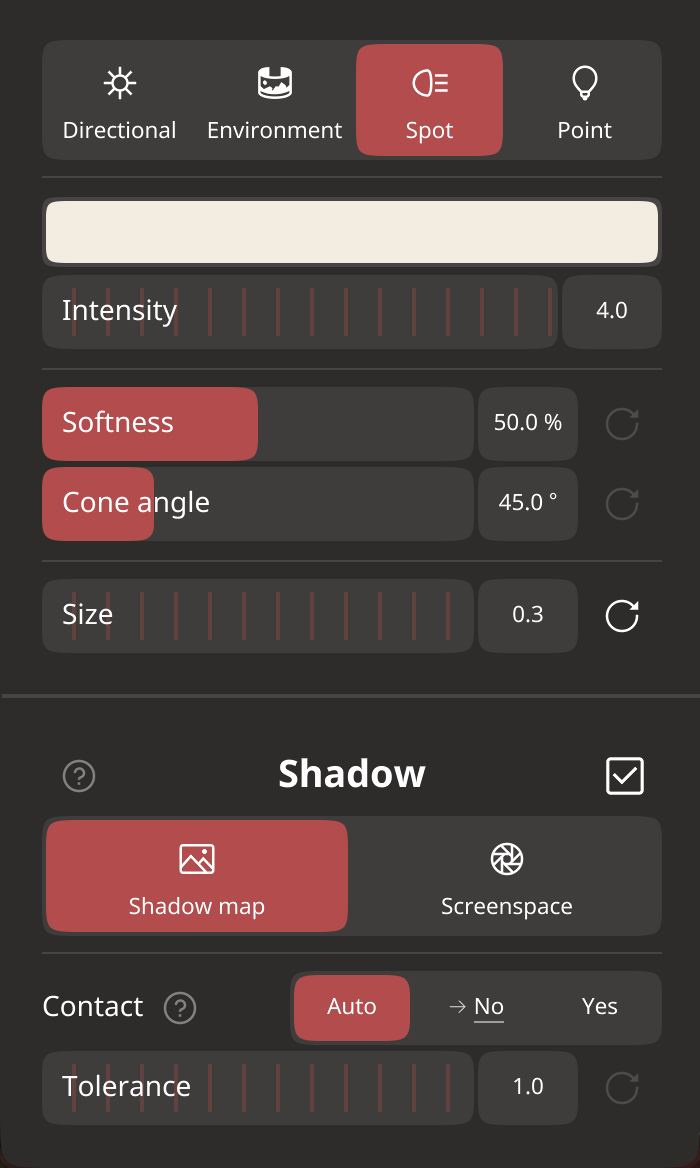 Directional Environment Spot Point
Intensity 4.0
Softness 50.0 %
Cone angle 45.0 °
Size 0.3
? Shadow
Shadow map Screenspace
Contact ? Auto → No Yes
Tolerance 1.0